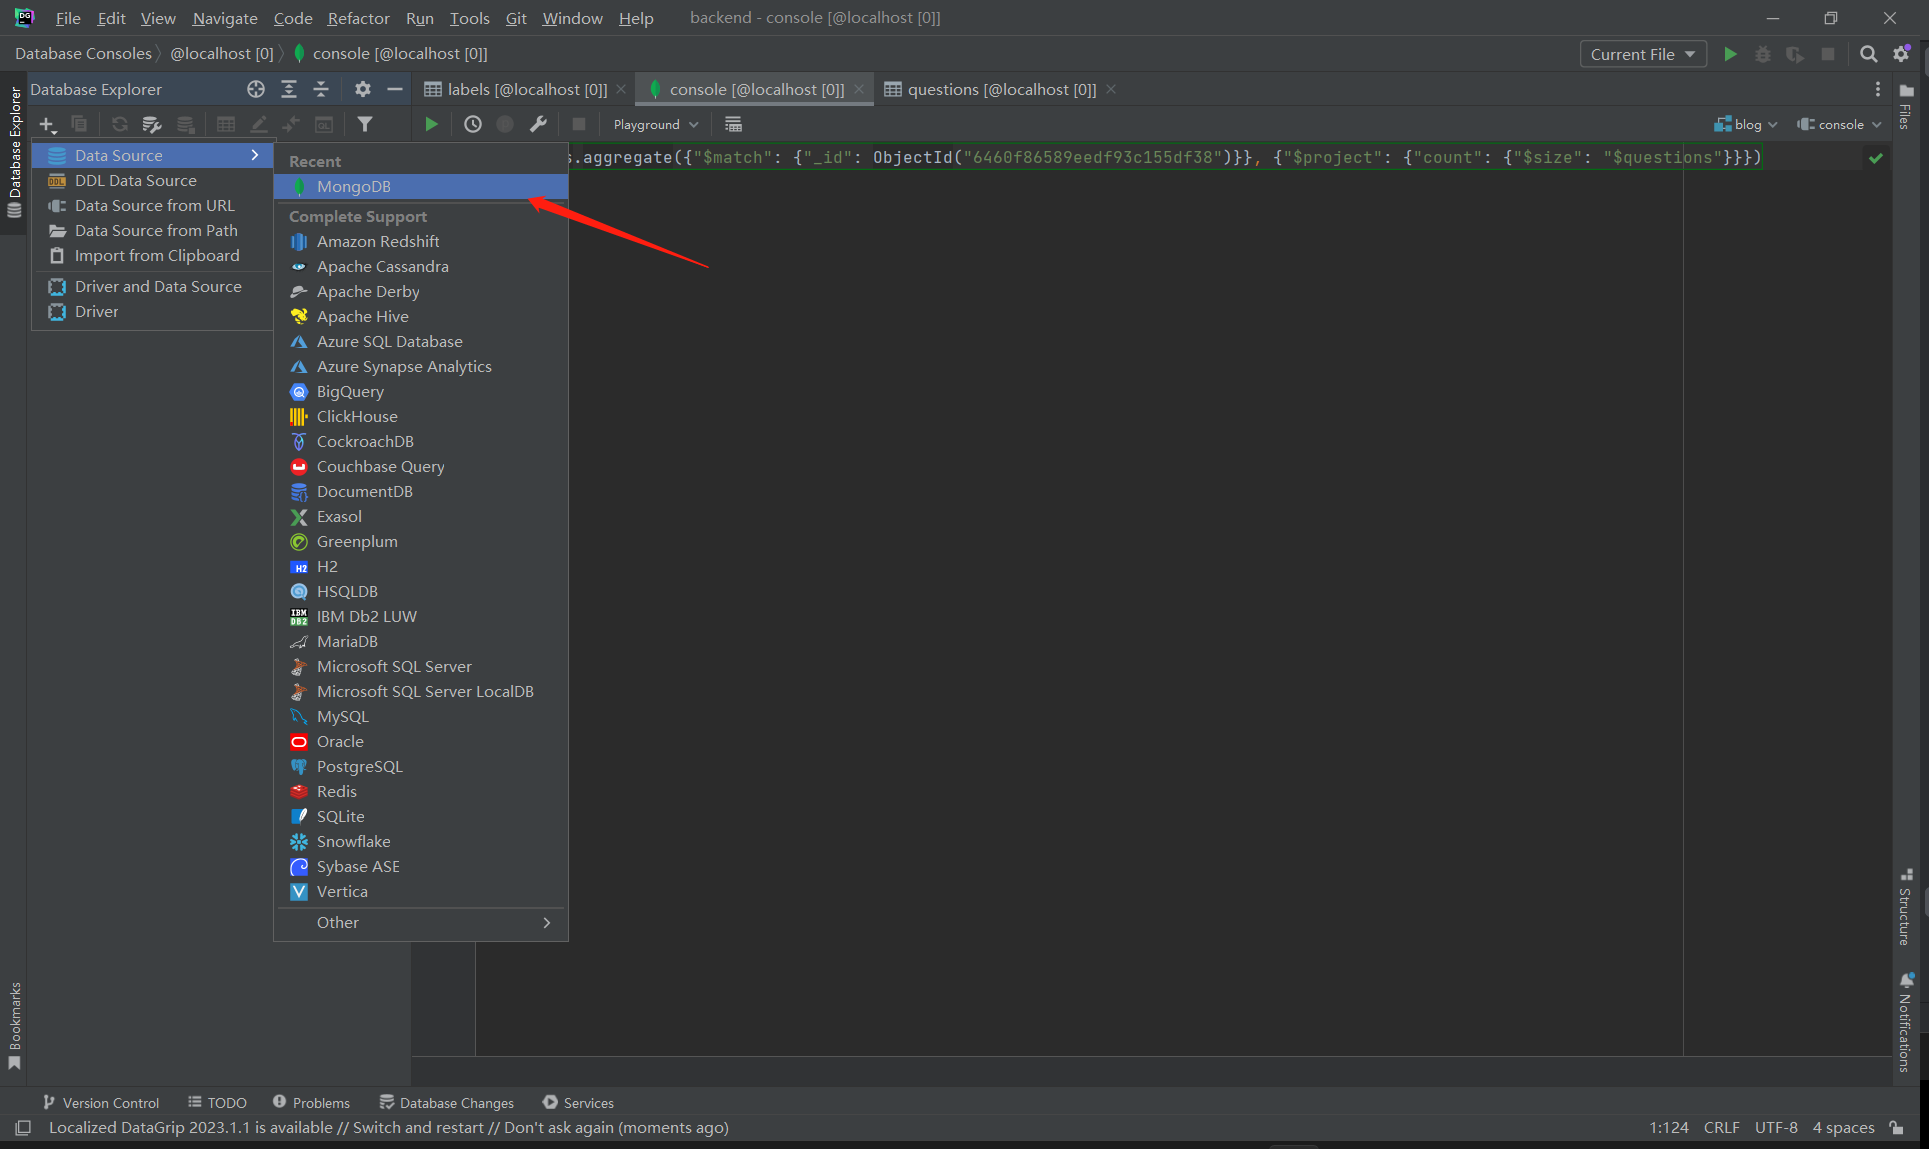 DG File Edit View Navigate Code Refactor Run Tools Git Window Help backend - console [@localhost [0]]
Database Consoles @localhost [0] console [@localhost [0]] Current File
Database Explorer labels [@localhost [0]] console [@localhost [0]] questions [@localhost [0]]
Playground blog console
Database Explorer
Files
Data Source
DDL Data Source
Data Source from URL
Data Source from Path
Import from Clipboard
Driver and Data Source
Driver
s.aggregate({"$match": {"_id": ObjectId("6460f86589eedf93c155df38")}}, {"$project": {"count": {"$size": "$questions"}}})
Recent
MongoDB
Complete Support
Amazon Redshift
Apache Cassandra
Apache Derby
Apache Hive
Azure SQL Database
Azure Synapse Analytics
BigQuery
ClickHouse
CockroachDB
Couchbase Query
DocumentDB
Exasol
Greenplum
H2
HSQLDB
IBM Db2 LUW
MariaDB
Microsoft SQL Server
Microsoft SQL Server LocalDB
MySQL
Oracle
PostgreSQL
Redis
SQLite
Snowflake
Sybase ASE
Vertica
Other
Structure
Notifications
Bookmarks
Version Control TODO Problems Database Changes Services
Localized DataGrip 2023.1.1 is available // Switch and restart // Don't ask again (moments ago) 1:124 CRLF UTF-8 4 spaces